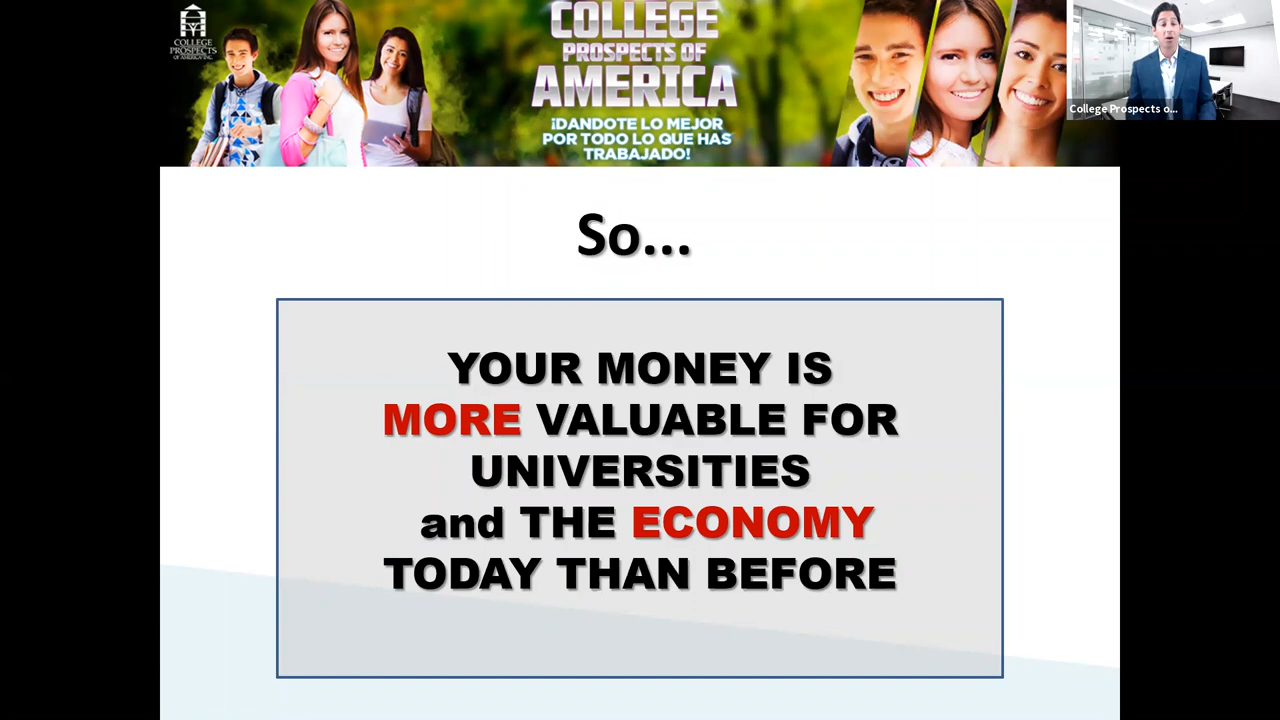 COLLEGE
PROSPECTS
OF AMERICA INC.
COLLEGE
PROSPECTS OF
AMERICA
¡DANDOTE LO MEJOR
POR TODO LO QUE HAS
TRABAJADO!
College Prospects o...
So...
YOUR MONEY IS
MORE VALUABLE FOR
UNIVERSITIES
and THE ECONOMY
TODAY THAN BEFORE